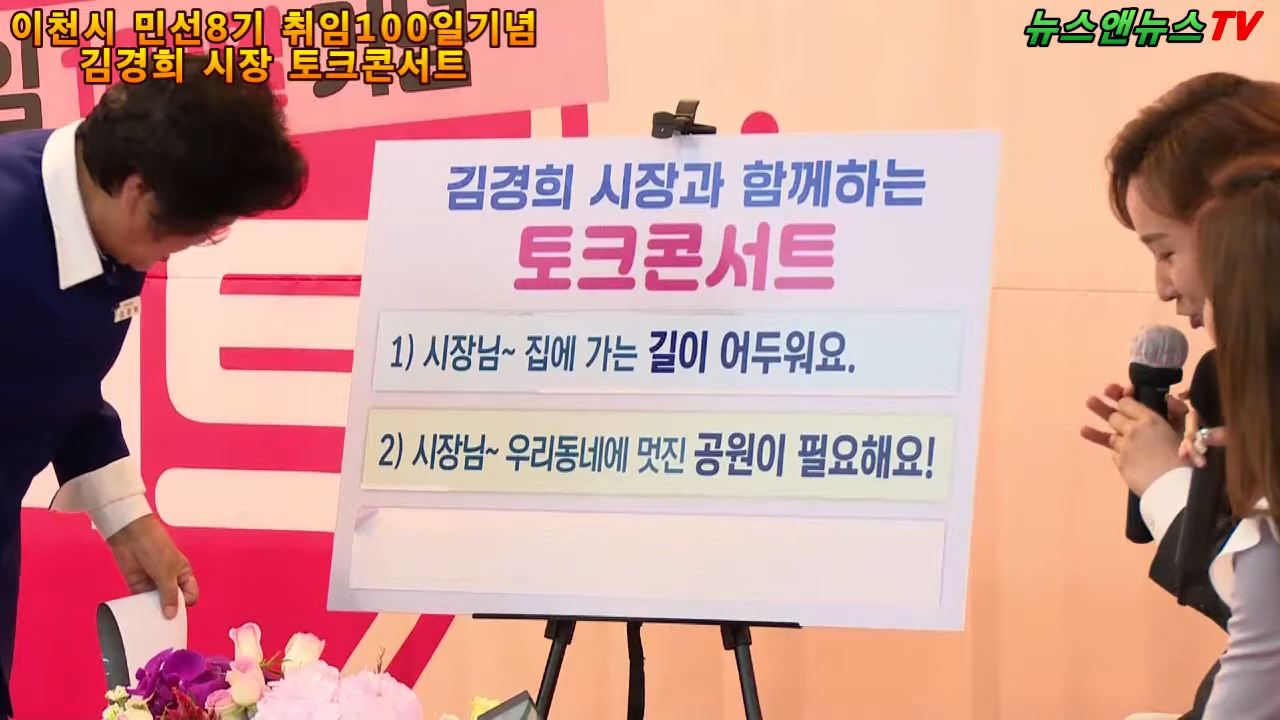 이천시 민선8기 취임100일기념
김경희 시장 토크콘서트
뉴스앤뉴스TV
김경희 시장과 함께하는
토크콘서트
1) 시장님~ 집에 가는 길이 어두워요.
2) 시장님~ 우리동네에 멋진 공원이 필요해요!